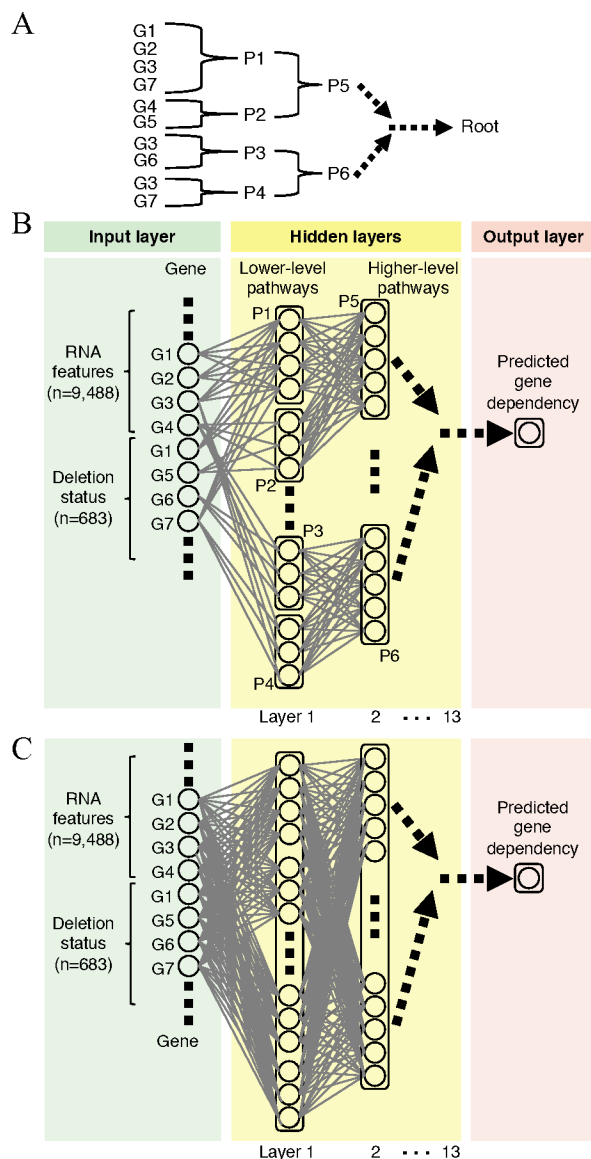 A
G1
G2
G3
G7
G4
G5
G3
G6
G3
G7
P1
P2
P3
P4
P5
P6
Root
B
Input layer
Hidden layers
Output layer
Gene
Lower-level
pathways
Higher-level
pathways
RNA
features
(n=9,488)
Deletion
status
(n=683)
G1
G2
G3
G4
G1
G5
G6
G7
P1
P2
P3
P4
P5
P6
Predicted
gene
dependency
Layer 1 2 13
C
RNA
features
(n=9,488)
Deletion
status
(n=683)
G1
G2
G3
G4
G1
G5
G6
G7
Gene
Predicted
gene
dependency
Layer 1 2 13